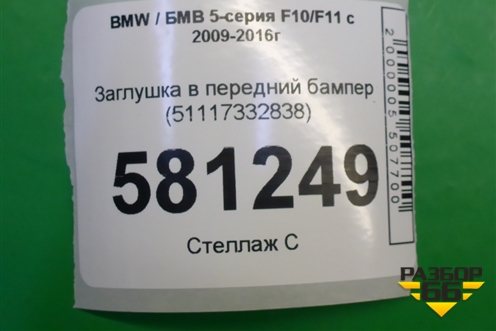 BMW / БМВ 5-серия F10/F11 с
2009-2016г
Заглушка в передний бампер
(51117332838)
581249
Стеллаж С
2000005507700
РАЗБОР
66